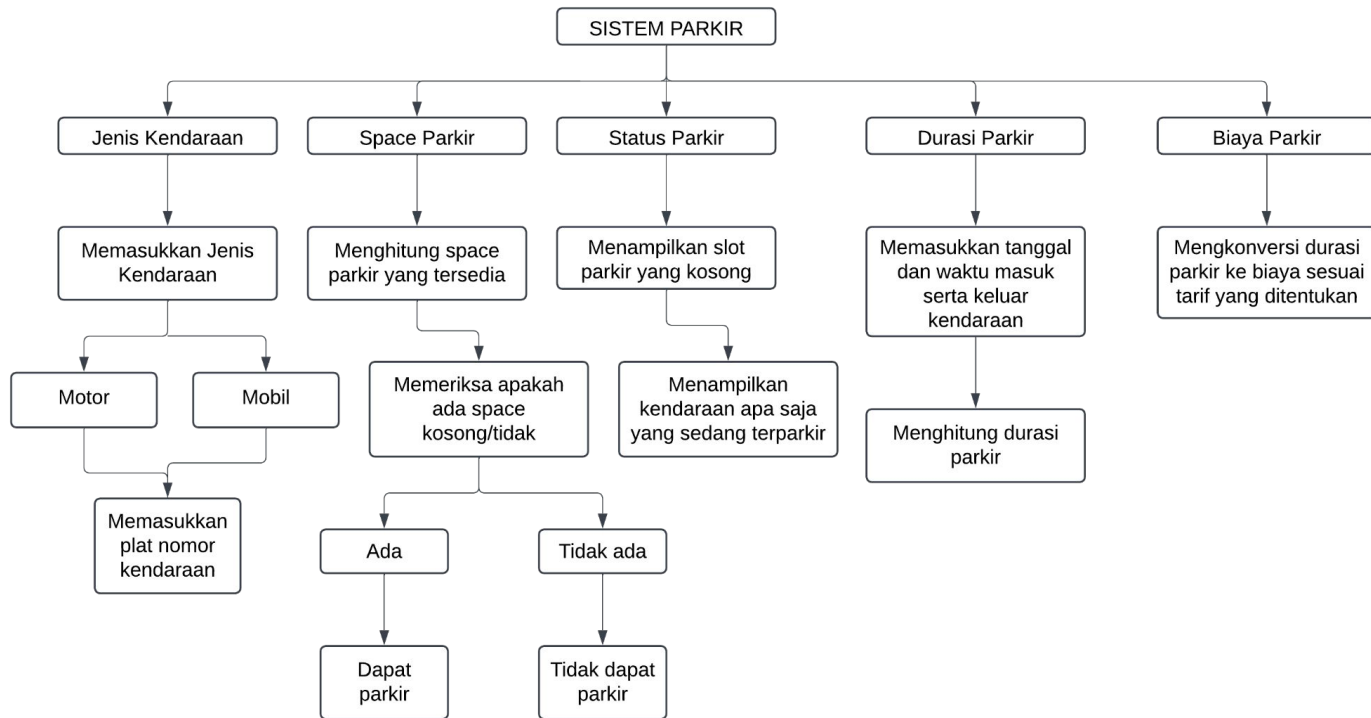 SISTEM PARKIR
Jenis Kendaraan
Space Parkir
Status Parkir
Durasi Parkir
Biaya Parkir
Memasukkan Jenis
Kendaraan
Menghitung space
parkir yang tersedia
Menampilkan slot
parkir yang kosong
Memasukkan tanggal
dan waktu masuk
serta keluar
kendaraan
Mengkonversi durasi
parkir ke biaya sesuai
tarif yang ditentukan
Motor
Mobil
Memeriksa apakah
ada space
kosong/tidak
Menampilkan
kendaraan apa saja
yang sedang terparkir
Menghitung durasi
parkir
Memasukkan
plat nomor
kendaraan
Ada
Tidak ada
Dapat
parkir
Tidak dapat
parkir